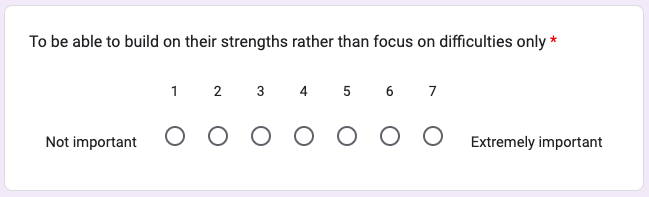 To be able to build on their strengths rather than focus on difficulties only *
1 2 3 4 5 6 7
Not important Extremely important